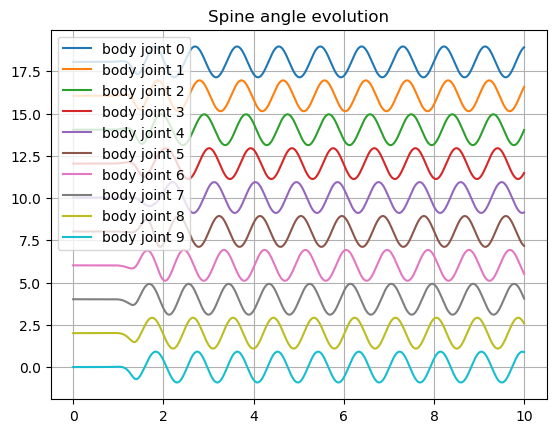 Spine angle evolution
body joint 0
body joint 1
body joint 2
body joint 3
body joint 4
body joint 5
body joint 6
body joint 7
body joint 8
body joint 9
17.5
15.0
12.5
10.0
7.5
5.0
2.5
0.0
0 2 4 6 8 10